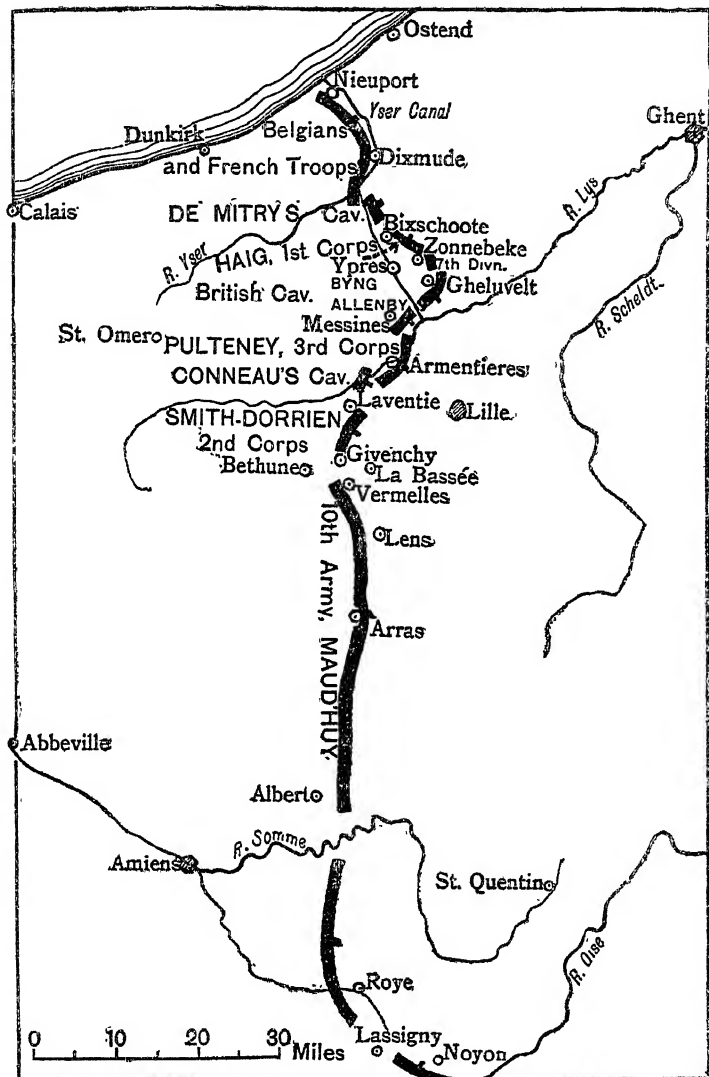 Ostend
Nieuport
Yser Canal
Ghent
Dunkirk
Belgians
and French Troops
Dixmude
Calais
DE MITRY'S Cav.
R. Lys
Bixschoote
R. Yser
HAIG, 1st Corps
Zonnebeke
Ypres
7th Divn.
British Cav.
BYNG
Gheluvelt
ALLENBY
R. Scheldt.
Messines
St. Omer
PULTENEY, 3rd Corps
Armentieres
CONNEAU'S Cav.
Laventie
Lille
SMITH-DORRIEN
2nd Corps
Givenchy
Bethune
La Bassée
Vermelles
10th Army, MAUD'HUY
Lens
Arras
Abbeville
Albert
R. Somme
Amiens
St. Quentin
R. Oise
Roye
0 10 20 30
Miles
Lassigny
Noyon